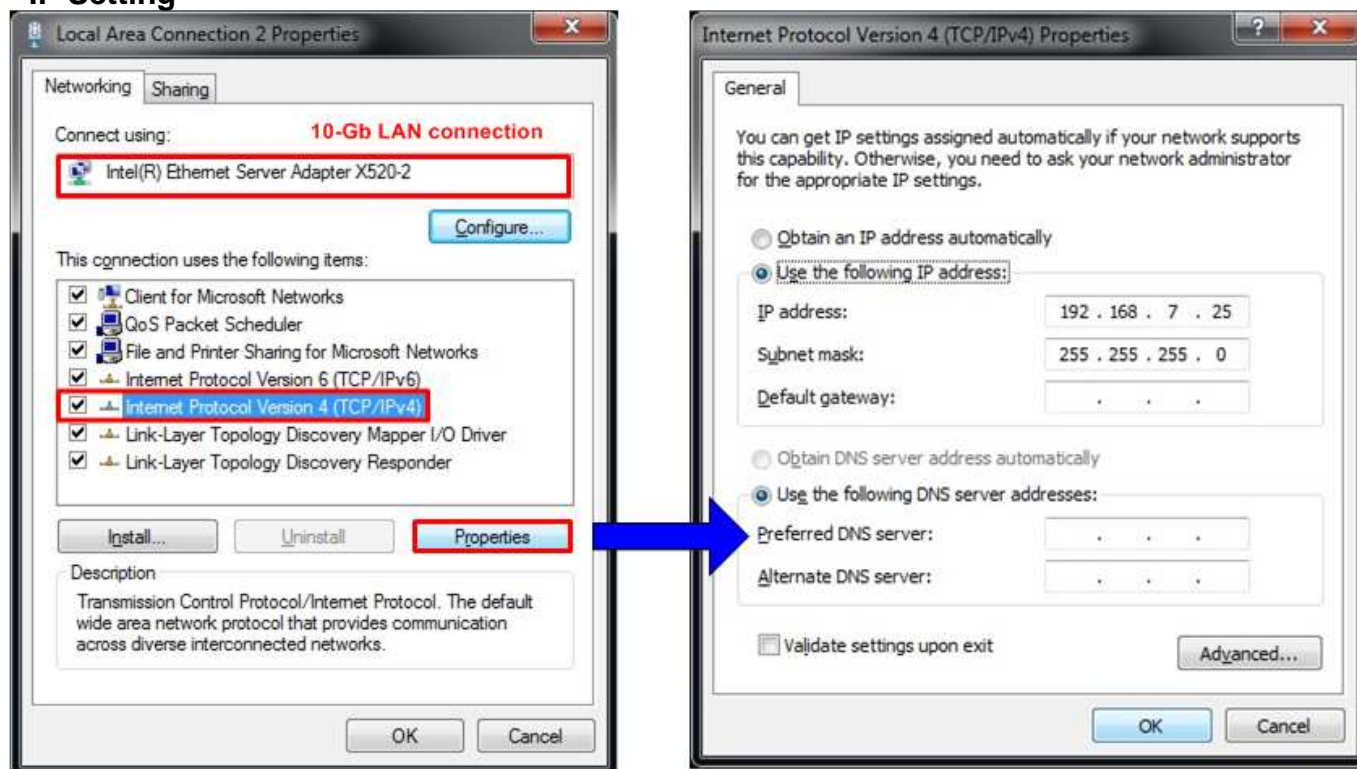 IP Setting
Local Area Connection 2 Properties
Networking
Sharing
Connect using:
10-Gb LAN connection
Intel(R) Ethernet Server Adapter X520-2
Configure...
This connection uses the following items:
Client for Microsoft Networks
QoS Packet Scheduler
File and Printer Sharing for Microsoft Networks
Internet Protocol Version 6 (TCP/IPv6)
Internet Protocol Version 4 (TCP/IPv4)
Link-Layer Topology Discovery Mapper I/O Driver
Link-Layer Topology Discovery Responder
Install...
Uninstall
Properties
Description
Transmission Control Protocol/Internet Protocol. The default
wide area network protocol that provides communication
across diverse interconnected networks.
OK
Cancel
Internet Protocol Version 4 (TCP/IPv4) Properties
?
General
You can get IP settings assigned automatically if your network supports
this capability. Otherwise, you need to ask your network administrator
for the appropriate IP settings.
Obtain an IP address automatically
Use the following IP address:
IP address:
192 . 168 . 7 . 25
Subnet mask:
255 . 255 . 255 . 0
Default gateway:
. . .
Obtain DNS server address automatically
Use the following DNS server addresses:
Preferred DNS server:
. . .
Alternate DNS server:
. . .
Validate settings upon exit
Advanced...
OK
Cancel